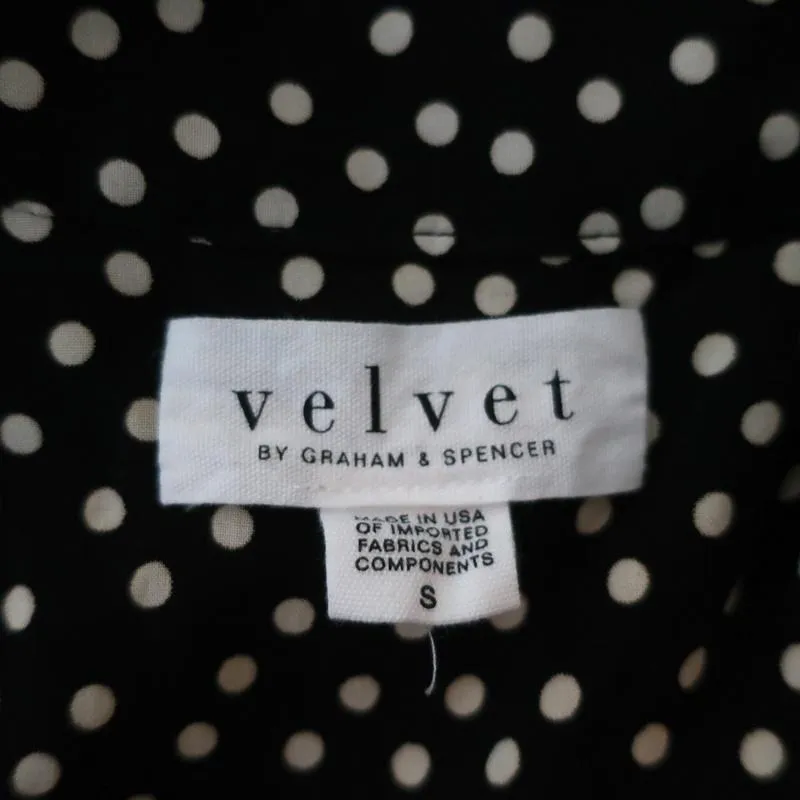 velvet
BY GRAHAM & SPENCER
MADE IN USA
OF IMPORTED
FABRICS AND
COMPONENTS
S